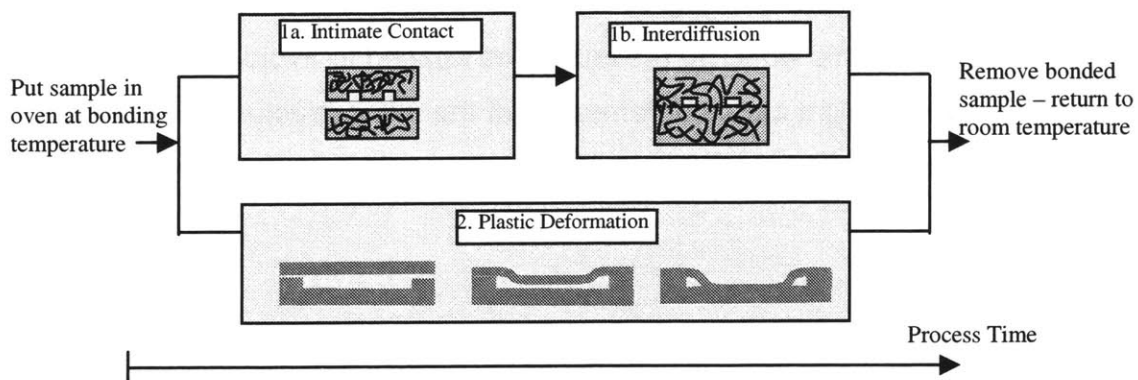 1a. Intimate Contact
1b. Interdiffusion
Put sample in
oven at bonding
temperature
Remove bonded
sample – return to
room temperature
2. Plastic Deformation
Process Time